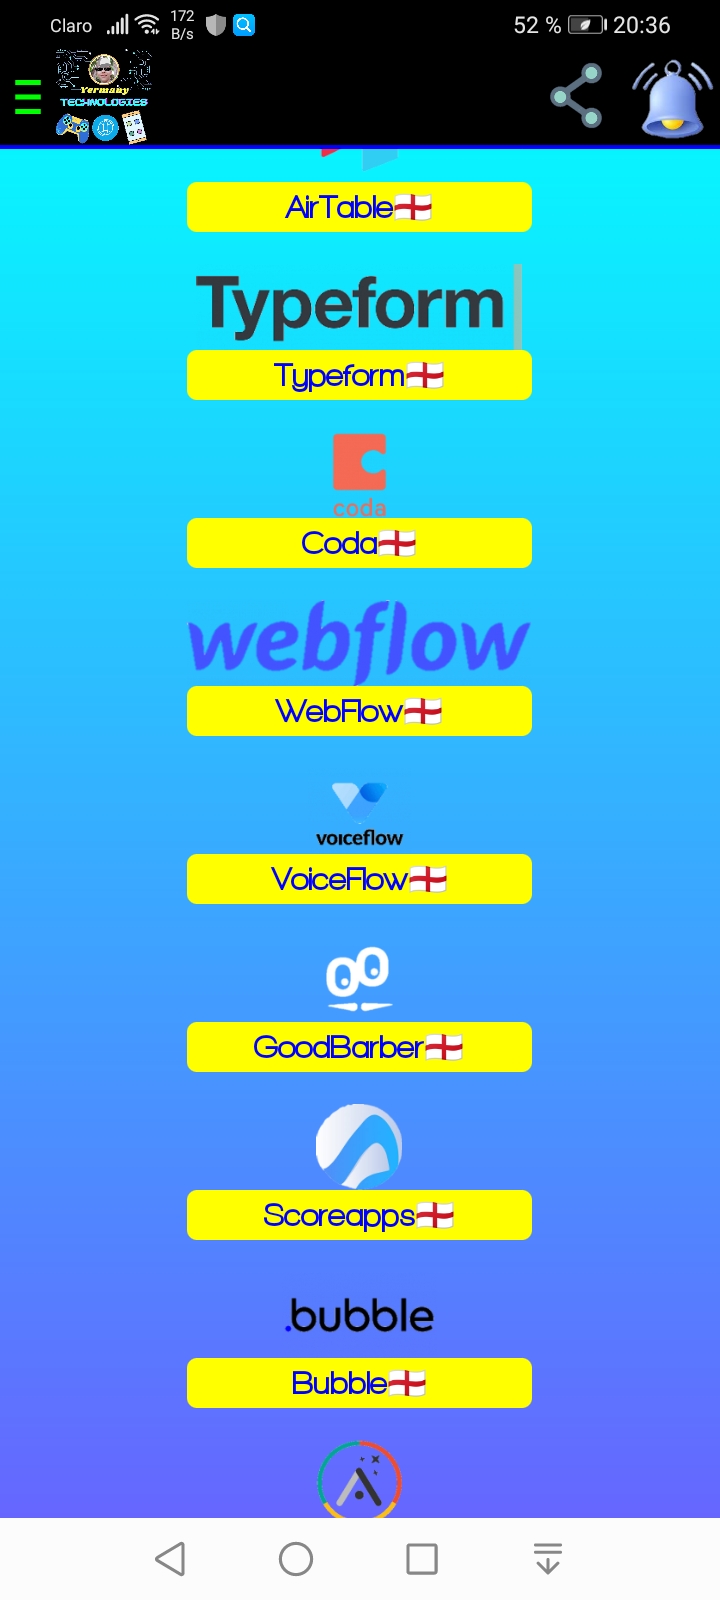 Claro 172 B/s 52 % 20:36
Yermany
TECHNOLOGIES
AirTable🏴󠁧󠁢󠁥󠁮󠁧󠁿
Typeform
Typeform🏴󠁧󠁢󠁥󠁮󠁧󠁿
coda
Coda🏴󠁧󠁢󠁥󠁮󠁧󠁿
webflow
WebFlow🏴󠁧󠁢󠁥󠁮󠁧󠁿
voiceflow
VoiceFlow🏴󠁧󠁢󠁥󠁮󠁧󠁿
GoodBarber🏴󠁧󠁢󠁥󠁮󠁧󠁿
Scoreapps🏴󠁧󠁢󠁥󠁮󠁧󠁿
.bubble
Bubble🏴󠁧󠁢󠁥󠁮󠁧󠁿